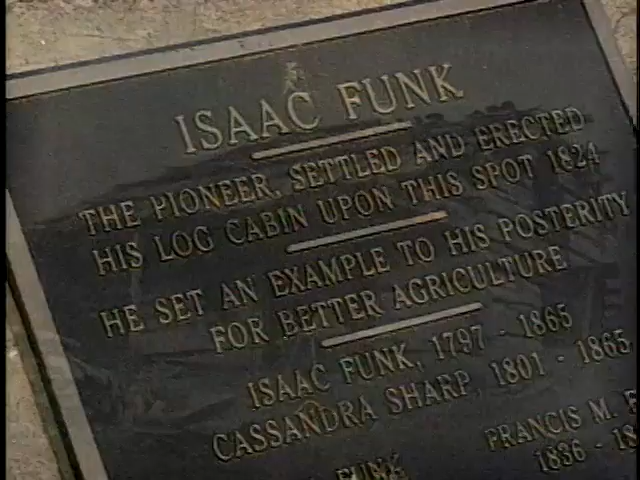 ISAAC FUNK
THE PIONEER, SETTLED AND ERECTED
HIS LOG CABIN UPON THIS SPOT 1824
HE SET AN EXAMPLE TO HIS POSTERITY
FOR BETTER AGRICULTURE
ISAAC FUNK, 1797 - 1865
CASSANDRA SHARP, 1801 - 1865
FRANCIS M.
1836 -
FUNK